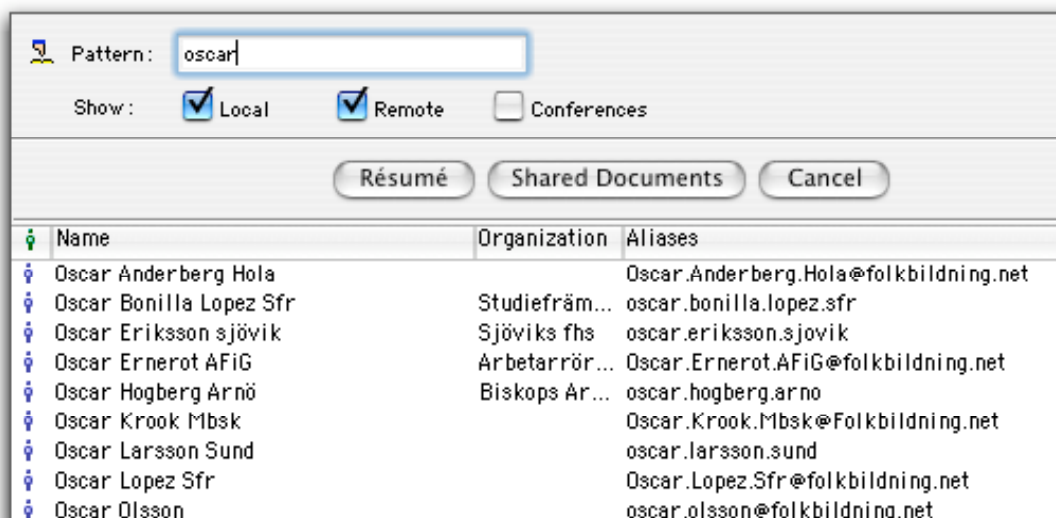 Pattern: oscar
Show: Local Remote Conferences
Résumé Shared Documents Cancel
Name Organization Aliases
Oscar Anderberg Hola Oscar.Anderberg.Hola@folkbildning.net
Oscar Bonilla Lopez Sfr Studiefräm... oscar.bonilla.lopez.sfr
Oscar Eriksson sjövik Sjöviks fhs oscar.eriksson.sjovik
Oscar Ernerot AFiG Arbetarrör... Oscar.Ernerot.AFiG@folkbildning.net
Oscar Hogberg Arnö Biskops Ar... oscar.hogberg.arno
Oscar Krook Mbsk Oscar.Krook.Mbsk@Folkbildning.net
Oscar Larsson Sund oscar.larsson.sund
Oscar Lopez Sfr Oscar.Lopez.Sfr@folkbildning.net
Oscar Olsson oscar.olsson@folkbildning.net